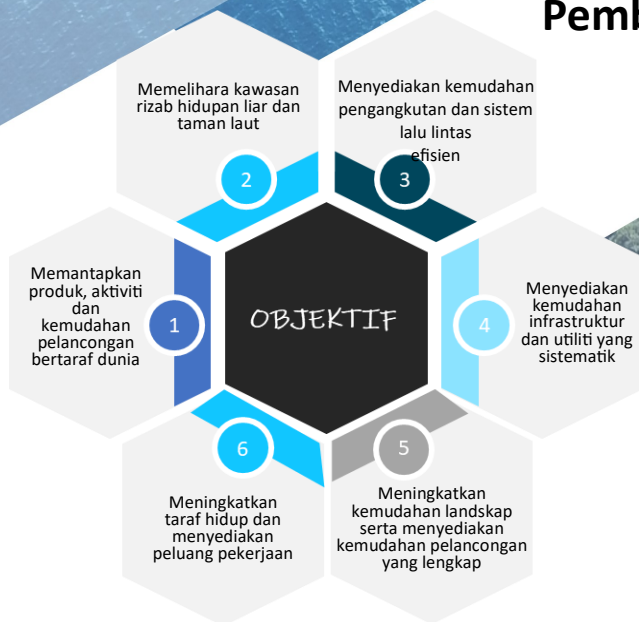 Pemb
Memelihara kawasan
rizab hidupan liar dan
taman laut
2
Menyediakan kemudahan
pengangkutan dan sistem
lalu lintas
efisien
3
Memantapkan
produk, aktiviti
dan
kemudahan
pelancongan
bertaraf dunia
1
OBJEKTIF
4
Menyediakan
kemudahan
infrastruktur
dan utiliti yang
sistematik
6
Meningkatkan
taraf hidup dan
menyediakan
peluang pekerjaan
5
Meningkatkan
kemudahan landskap
serta menyediakan
kemudahan pelancongan
yang lengkap